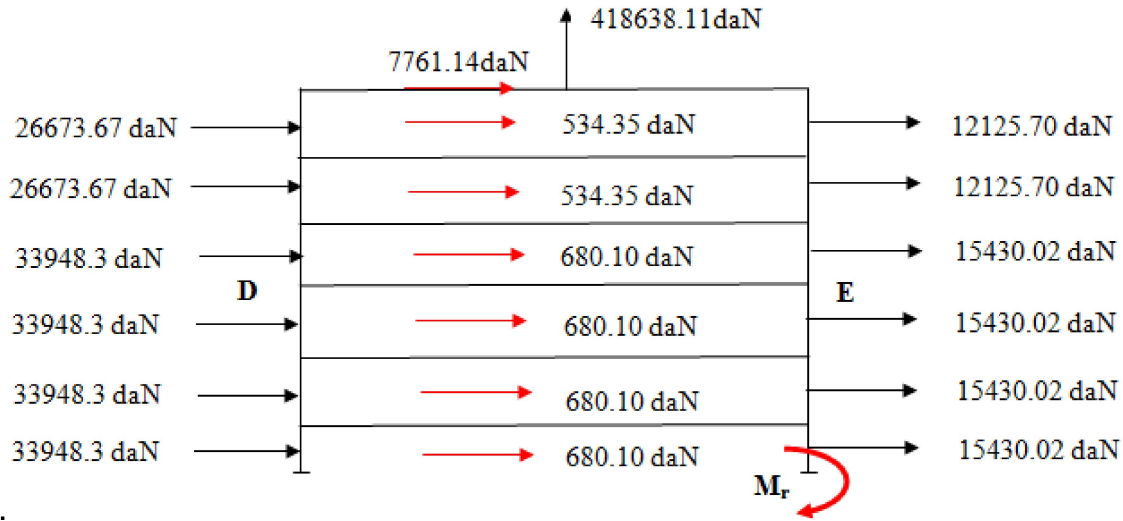 418638.11daN
7761.14daN
26673.67 daN 534.35 daN 12125.70 daN
26673.67 daN 534.35 daN 12125.70 daN
33948.3 daN 680.10 daN 15430.02 daN
D E
33948.3 daN 680.10 daN 15430.02 daN
33948.3 daN 680.10 daN 15430.02 daN
33948.3 daN 680.10 daN 15430.02 daN
Mr
.